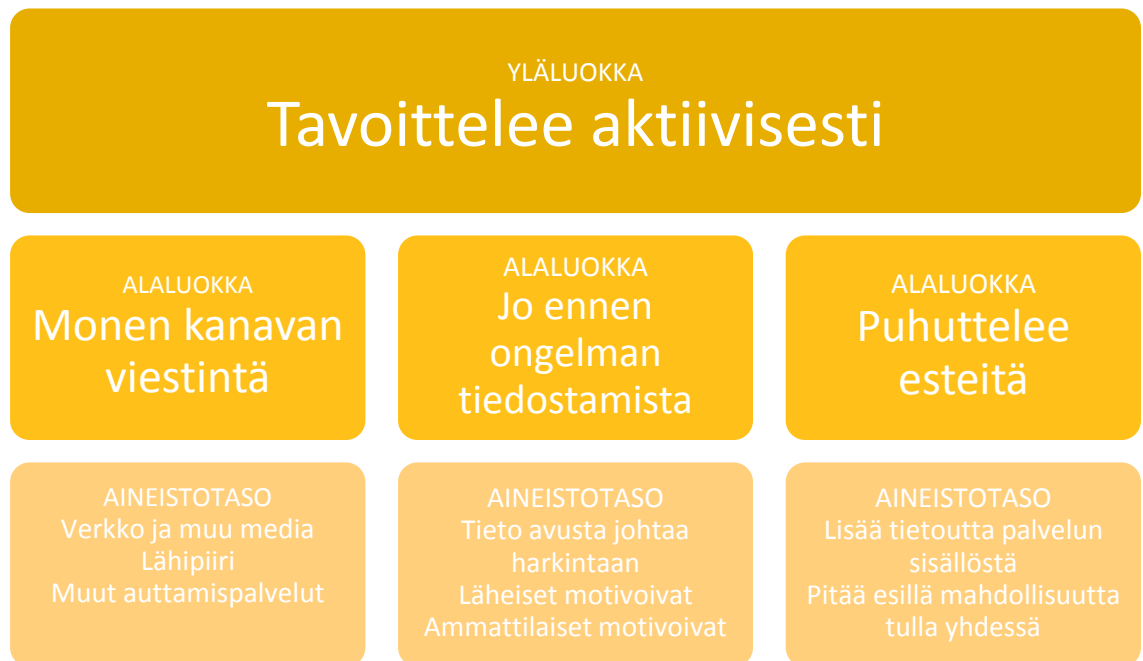 YLÄLUOKKA
Tavoittelee aktiivisesti
ALALUOKKA
Monen kanavan
viestintä
ALALUOKKA
Jo ennen
ongelman
tiedostamista
ALALUOKKA
Puhuttelee
esteitä
AINEISTOTASO
Verkko ja muu media
Lähipiiri
Muut auttamispalvelut
AINEISTOTASO
Tieto avusta johtaa
harkintaan
Läheiset motivoivat
Ammattilaiset motivoivat
AINEISTOTASO
Lisää tietoutta palvelun
sisällöstä
Pitää esillä mahdollisuutta
tulla yhdessä